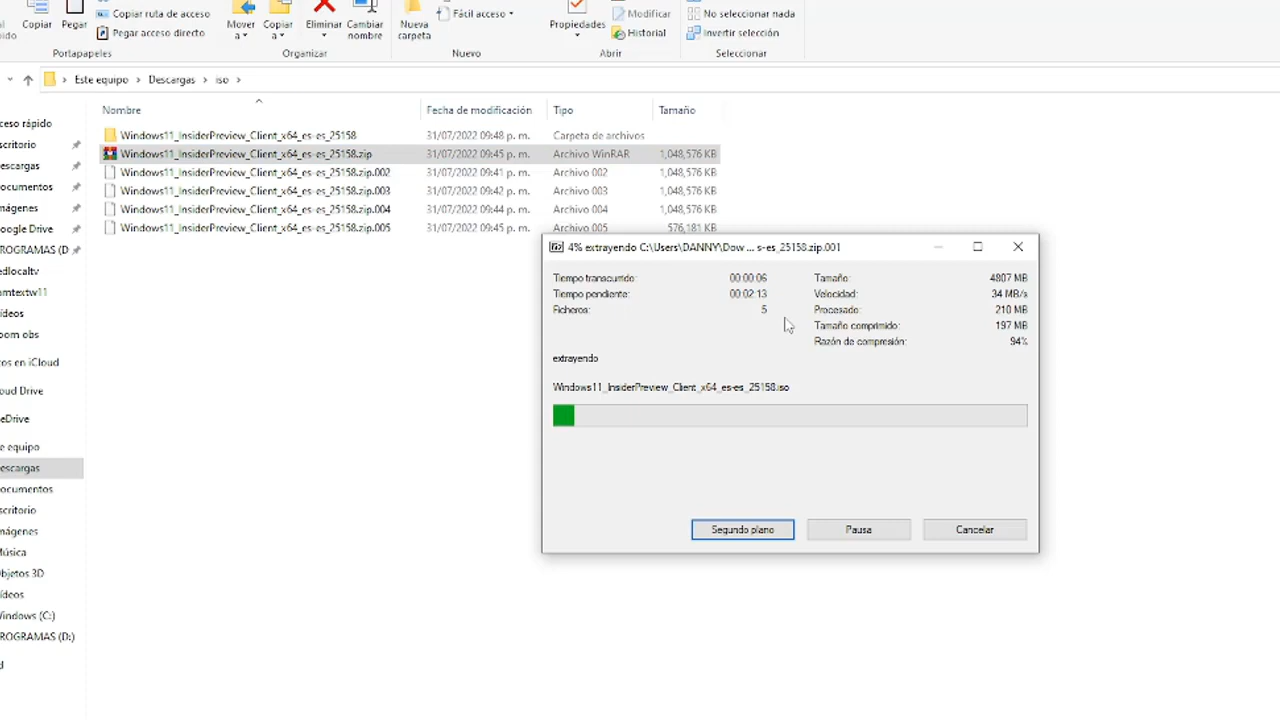 Copiar
Pegar
Copiar ruta de acceso
Pegar acceso directo
Mover a
Copiar a
Eliminar
Cambiar nombre
Nueva carpeta
Fácil acceso
Propiedades
Modificar
Historial
No seleccionar nada
Invertir selección
Portapapeles
Organizar
Nuevo
Abrir
Seleccionar
Este equipo > Descargas > iso >
Nombre Fecha de modificación Tipo Tamaño
Windows11_InsiderPreview_Client_x64_es-es_25158 31/07/2022 09:48 p. m. Carpeta de archivos
Windows11_InsiderPreview_Client_x64_es-es_25158.zip 31/07/2022 09:45 p. m. Archivo WinRAR 1,048,576 KB
Windows11_InsiderPreview_Client_x64_es-es_25158.zip.002 31/07/2022 09:41 p. m. Archivo 002 1,048,576 KB
Windows11_InsiderPreview_Client_x64_es-es_25158.zip.003 31/07/2022 09:42 p. m. Archivo 003 1,048,576 KB
Windows11_InsiderPreview_Client_x64_es-es_25158.zip.004 31/07/2022 09:44 p. m. Archivo 004 1,048,576 KB
Windows11_InsiderPreview_Client_x64_es-es_25158.zip.005 31/07/2022 09:45 p. m. Archivo 005 576,181 KB
ceso rápido
scritorio
escargas
ocumentos
mágenes
oogle Drive
ROGRAMAS (D
edlocaltv
amtextw11
ídeos
oom obs
tos en iCloud
oud Drive
eDrive
e equipo
escargas
ocumentos
scritorio
mágenes
úsica
bjetos 3D
ídeos
Windows (C:)
ROGRAMAS (D:)
d
4% extrayendo C:\Users\DANNY\Dow ... s-es_25158.zip.001
Tiempo transcurrido: 00:00:06 Tamaño: 4807 MB
Tiempo pendiente: 00:02:13 Velocidad: 34 MB/s
Ficheros: 5 Procesado: 210 MB
Tamaño comprimido: 197 MB
Razón de compresión: 94%
extrayendo
Windows11_InsiderPreview_Client_x64_es-es_25158.iso
Segundo plano
Pausa
Cancelar